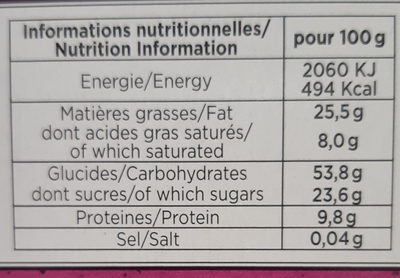 Informations nutritionnelles/ pour 100 g
Nutrition Information
Energie/Energy 2060 KJ
494 Kcal
Matières grasses/Fat 25,5 g
dont acides gras saturés/
of which saturated 8,0 g
Glucides/Carbohydrates 53,8 g
dont sucres/of which sugars 23,6 g
Proteines/Protein 9,8 g
Sel/Salt 0,04 g